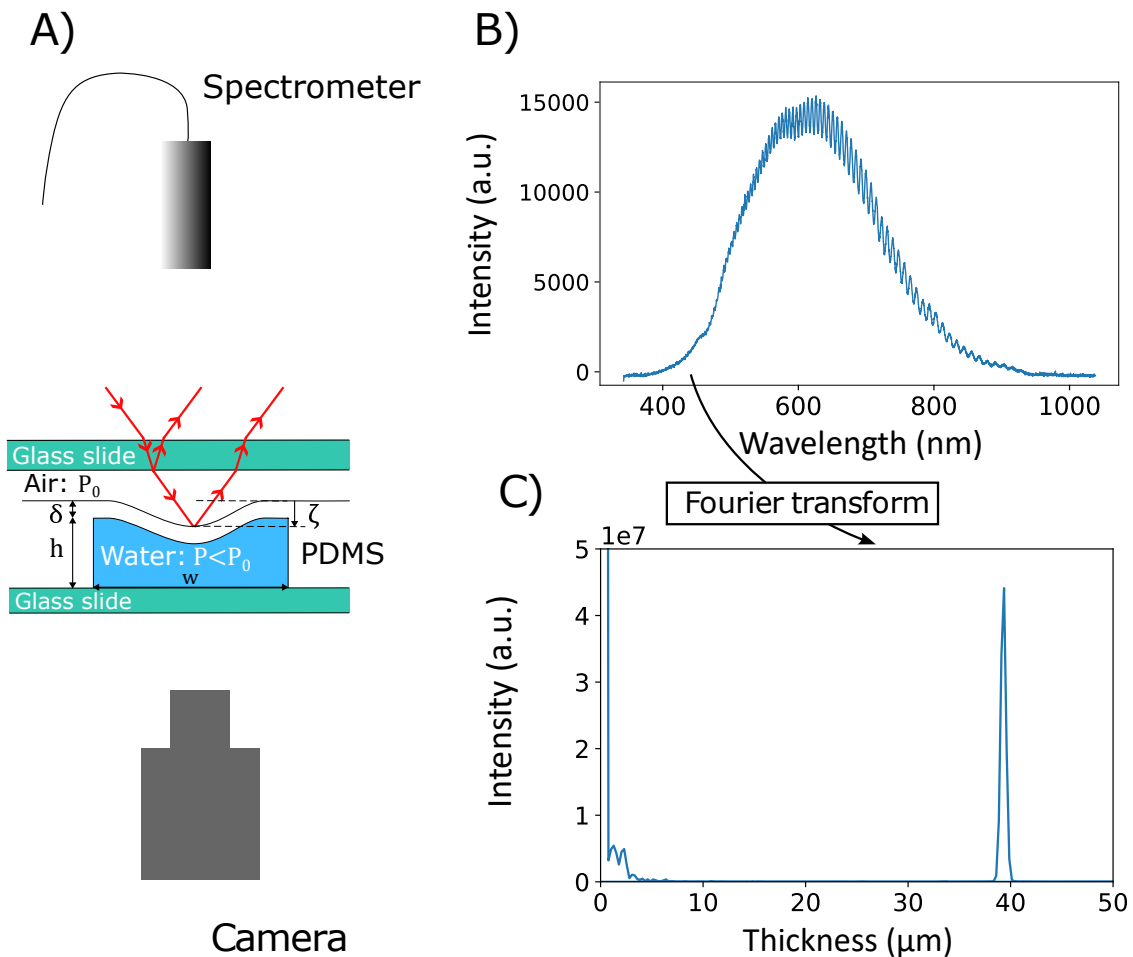 A)
Spectrometer
Glass slide
Air: P₀
δ
ζ
h
Water: P<P₀
PDMS
w
Glass slide
Camera
B)
Intensity (a.u.)
15000
10000
5000
0
400
600
800
1000
Wavelength (nm)
Fourier transform
C)
1e7
Intensity (a.u.)
5
4
3
2
1
0
0
10
20
30
40
50
Thickness (μm)